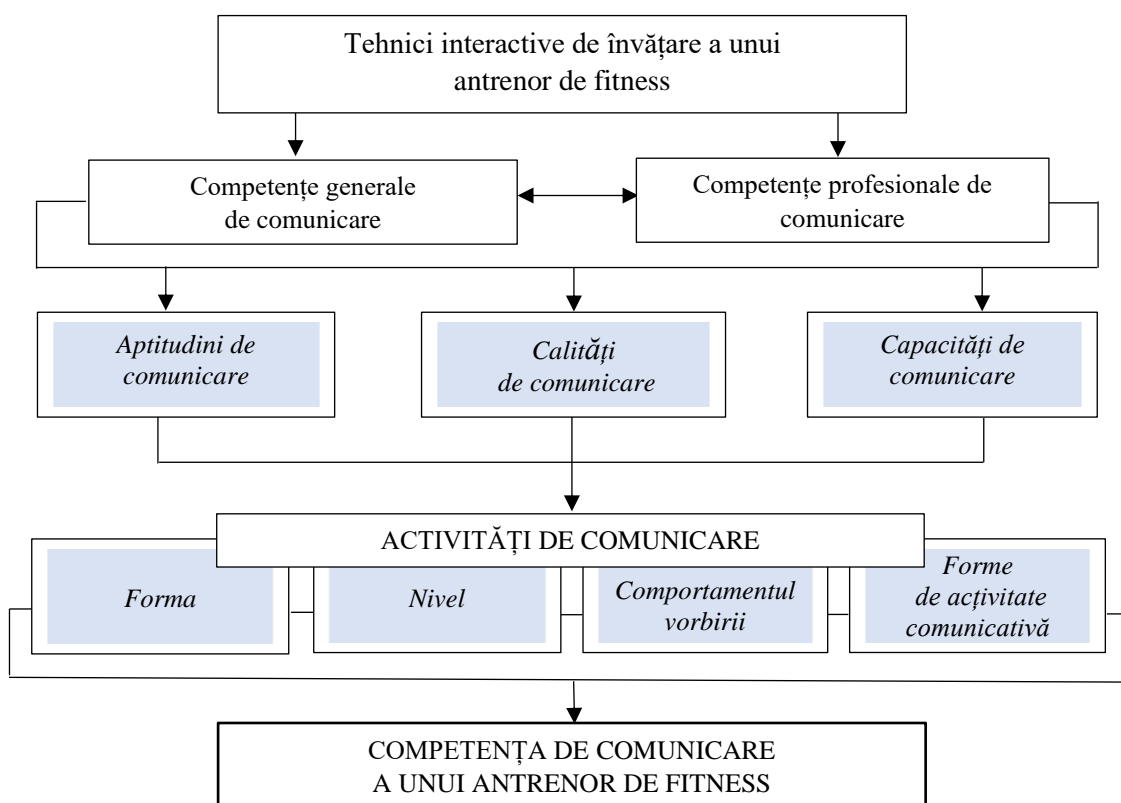 Tehnici interactive de învățare a unui
antrenor de fitness
Competențe generale
de comunicare
Competențe profesionale de
comunicare
Aptitudini de
comunicare
Calități
de comunicare
Capacități de
comunicare
ACTIVITĂȚI DE COMUNICARE
Forma
Nivel
Comportamentul
vorbirii
Forme
de acțivitate
comunicativă
COMPETENȚA DE COMUNICARE
A UNUI ANTRENOR DE FITNESS